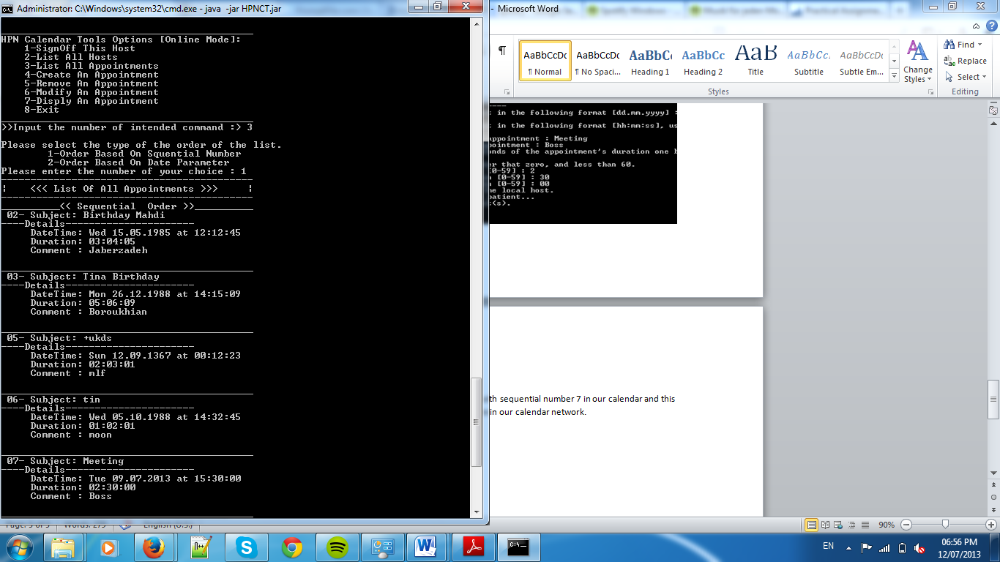 Administrator: C:\Windows\system32\cmd.exe - java -jar HPNCT.jar
HPN Calendar Tools Options [Online Mode]:
1-SignOff This Host
2-List All Hosts
3-List All Appointments
4-Create An Appointment
5-Remove An Appointment
6-Modify An Appointment
7-Disply An Appointment
8-Exit
>>Input the number of intended command :> 3
Please select the type of the order of the list.
1-Order Based On Squential Number
2-Order Based On Date Parameter
Please enter the number of your choice : 1
¦ <<< List Of All Appointments >>> ¦
<< Sequential Order >>
02- Subject: Birthday Mahdi
----Details----------------------
DateTime: Wed 15.05.1985 at 12:12:45
Duration: 03:04:05
Comment : Jaberzadeh
03- Subject: Tina Birthday
----Details----------------------
DateTime: Mon 26.12.1988 at 14:15:09
Duration: 05:06:09
Comment : Boroukhian
05- Subject: +ukds
----Details----------------------
DateTime: Sun 12.09.1367 at 00:12:23
Duration: 02:03:01
Comment : mlf
06- Subject: tin
----Details----------------------
DateTime: Wed 05.10.1988 at 14:32:45
Duration: 01:02:01
Comment : moon
07- Subject: Meeting
----Details----------------------
DateTime: Tue 09.07.2013 at 15:30:00
Duration: 02:30:00
Comment : Boss
- Microsoft Word
AaBbCcDc AaBbCcDc AaBbCc AaBbCc AaB AaBbCc. AaBbCcDc
¶ Normal ¶ No Spaci... Heading 1 Heading 2 Title Subtitle Subtle Em...
Change Styles
Styles
Find
Replace
Select
Editing
: in the following format [dd.mm.yyyy] :
: in the following format [hh:mm:ss], us
appointment : Meeting
pointment : Boss
onds of the appointment's duration one b
er that zero, and less than 60.
[0-59] : 2
n [0-59] : 30
n [0-59] : 00
he local host.
patient...
t(s).
th sequential number 7 in our calendar and this
in our calendar network.
English (U.S.)
90%
EN
06:56 PM
12/07/2013